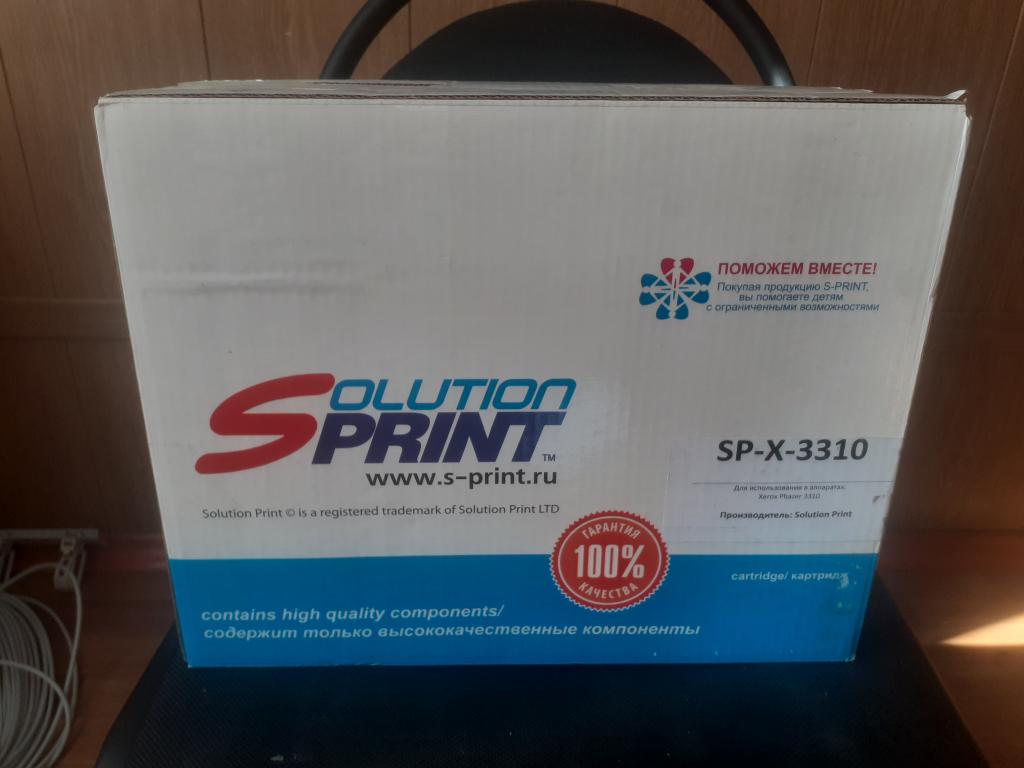 ПОМОЖЕМ ВМЕСТЕ!
Покупая продукцию S-PRINT,
вы помогаете детям
с ограниченными возможностями
SOLUTION
PRINT™
www.s-print.ru
Solution Print © is a registered trademark of Solution Print LTD
SP-X-3310
Для использования в аппаратах:
Xerox Phazer 3310
Производитель: Solution Print
ГАРАНТИЯ
100%
КАЧЕСТВА
cartridge/ картридж
contains high quality components/
содержит только высококачественные компоненты